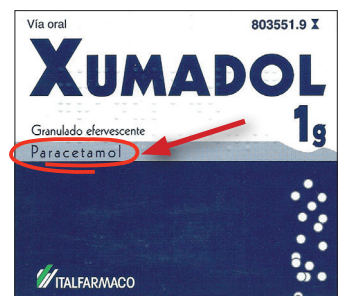 Vía oral 803551.9 X
XUMADOL
1g
Granulado efervescente
Paracetamol
ITALFARMACO